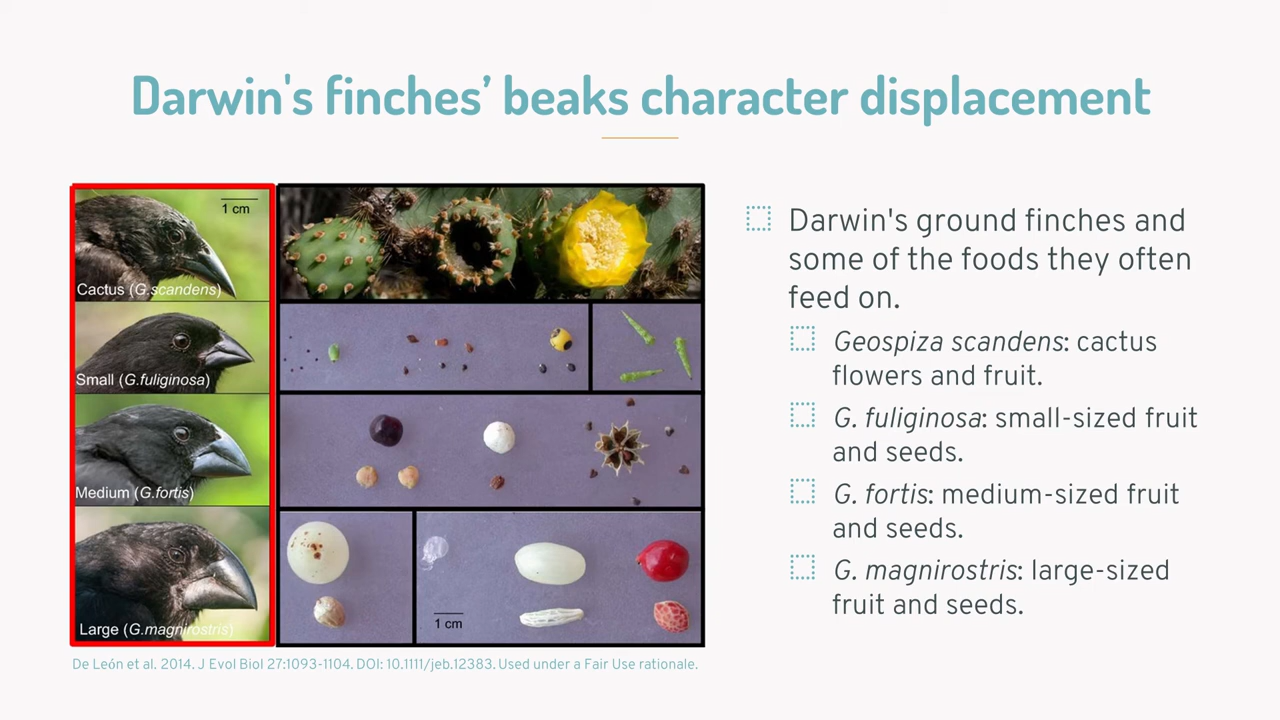 Darwin's finches’ beaks character displacement
1 cm
Cactus (G.scandens)
Small (G.fuliginosa)
Medium (G.fortis)
Large (G.magnirostris)
1 cm
De León et al. 2014. J Evol Biol 27:1093-1104. DOI: 10.1111/jeb.12383. Used under a Fair Use rationale.
Darwin's ground finches and
some of the foods they often
feed on.
Geospiza scandens: cactus
flowers and fruit.
G. fuliginosa: small-sized fruit
and seeds.
G. fortis: medium-sized fruit
and seeds.
G. magnirostris: large-sized
fruit and seeds.